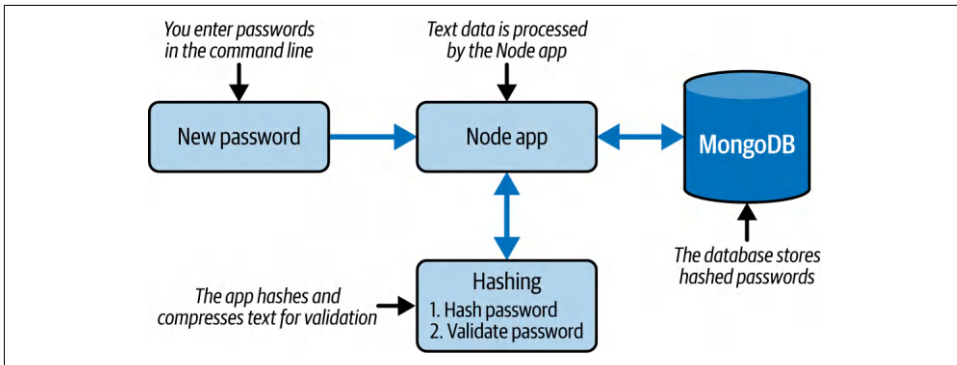 You enter passwords
in the command line
Text data is processed
by the Node app
New password
Node app
MongoDB
The database stores
hashed passwords
The app hashes and
compresses text for validation
Hashing
1. Hash password
2. Validate password